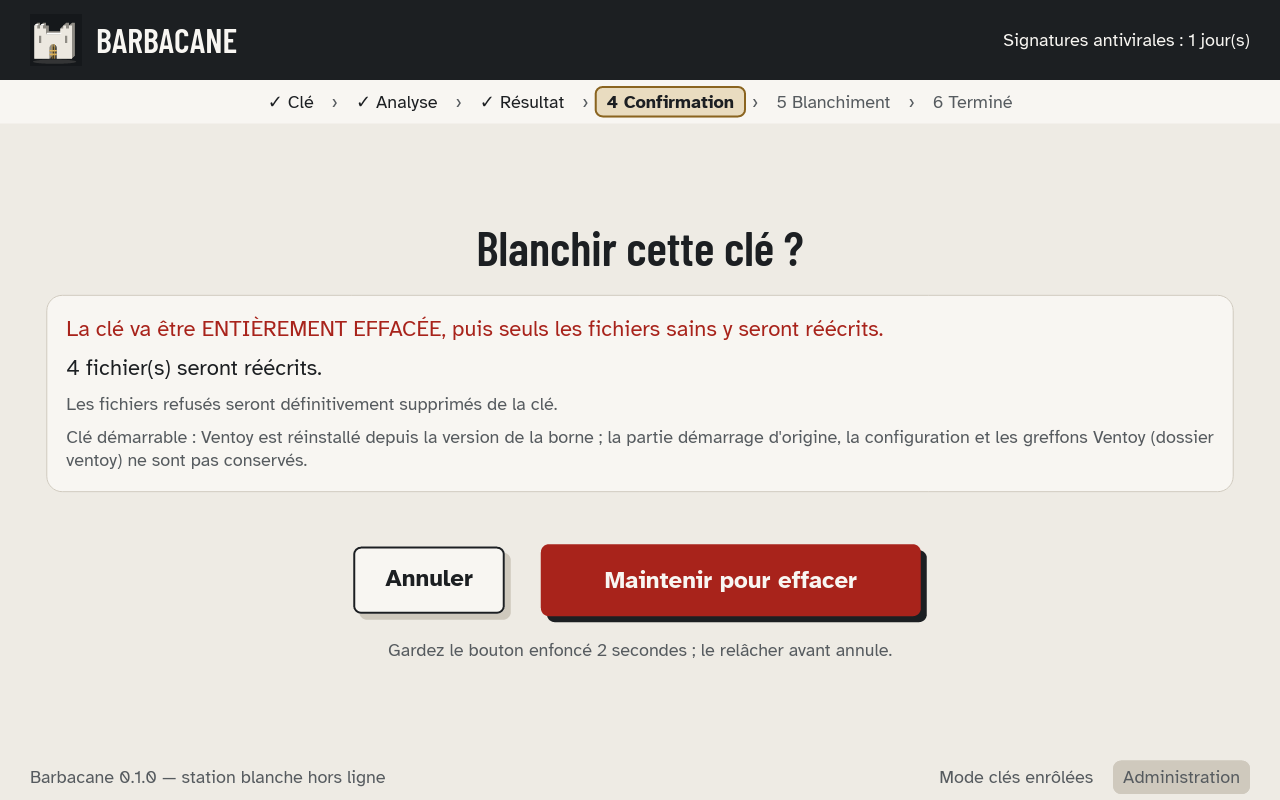 BARBACANE
Signatures antivirales : 1 jour(s)
✓ Clé › ✓ Analyse › ✓ Résultat › 4 Confirmation › 5 Blanchiment › 6 Terminé
Blanchir cette clé ?
La clé va être ENTIÈREMENT EFFACÉE, puis seuls les fichiers sains y seront réécrits.
4 fichier(s) seront réécrits.
Les fichiers refusés seront définitivement supprimés de la clé.
Clé démarrable : Ventoy est réinstallé depuis la version de la borne ; la partie démarrage d'origine, la configuration et les greffons Ventoy (dossier
ventoy) ne sont pas conservés.
Annuler
Maintenir pour effacer
Gardez le bouton enfoncé 2 secondes ; le relâcher avant annule.
Barbacane 0.1.0 — station blanche hors ligne
Mode clés enrôlées
Administration